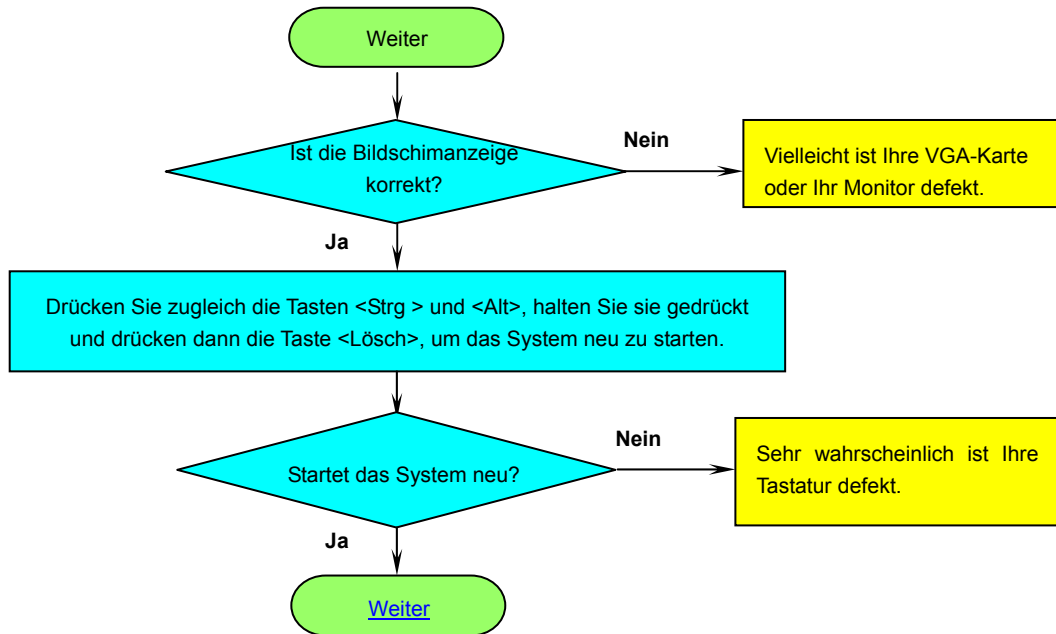 Weiter
Ist die Bildschimanzeige
korrekt?
Nein
Vielleicht ist Ihre VGA-Karte
oder Ihr Monitor defekt.
Ja
Drücken Sie zugleich die Tasten <Strg > und <Alt>, halten Sie sie gedrückt
und drücken dann die Taste <Lösch>, um das System neu zu starten.
Startet das System neu?
Nein
Sehr wahrscheinlich ist Ihre
Tastatur defekt.
Ja
Weiter